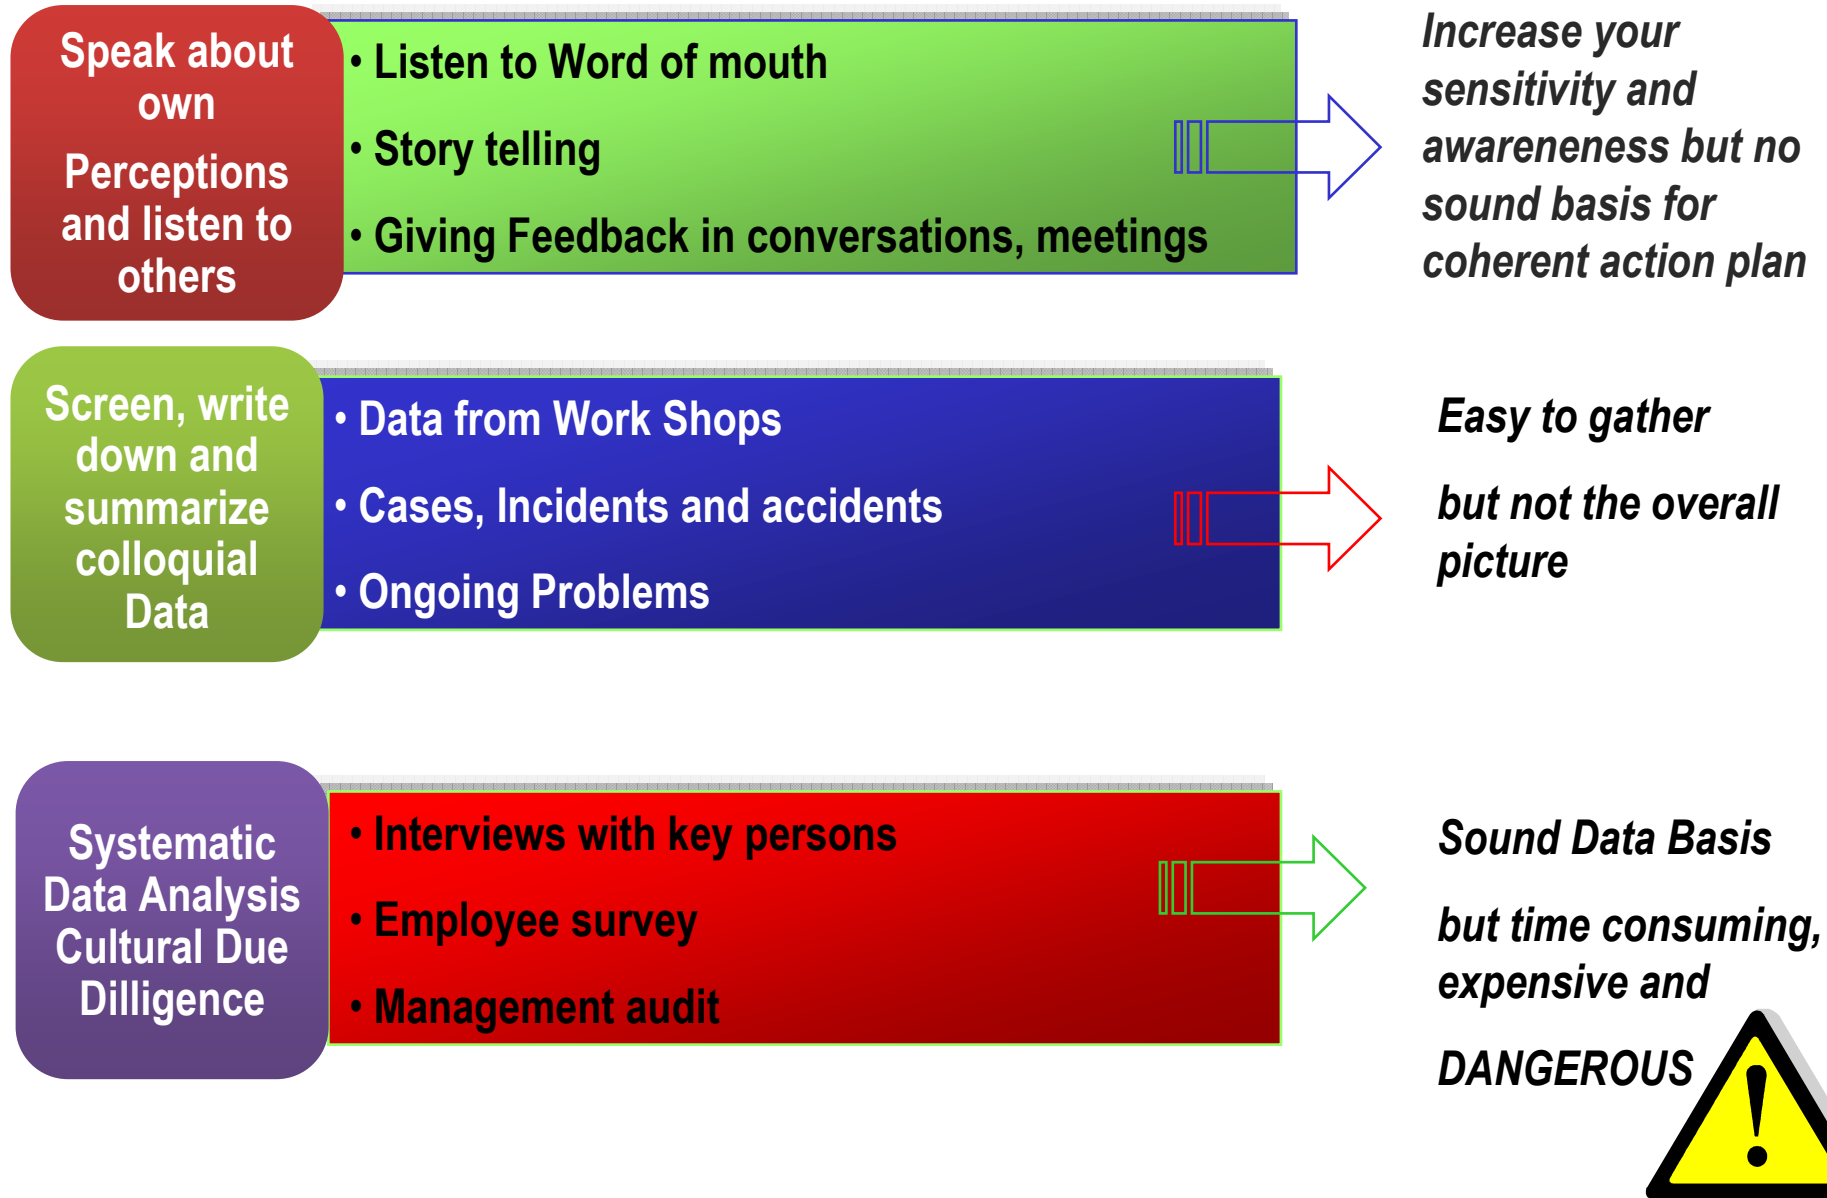 Speak about
own
Perceptions
and listen to
others
• Listen to Word of mouth
• Story telling
• Giving Feedback in conversations, meetings
Increase your
sensitivity and
awareneness but no
sound basis for
coherent action plan
Screen, write
down and
summarize
colloquial
Data
• Data from Work Shops
• Cases, Incidents and accidents
• Ongoing Problems
Easy to gather
but not the overall
picture
Systematic
Data Analysis
Cultural Due
Dilligence
• Interviews with key persons
• Employee survey
• Management audit
Sound Data Basis
but time consuming,
expensive and
DANGEROUS
!